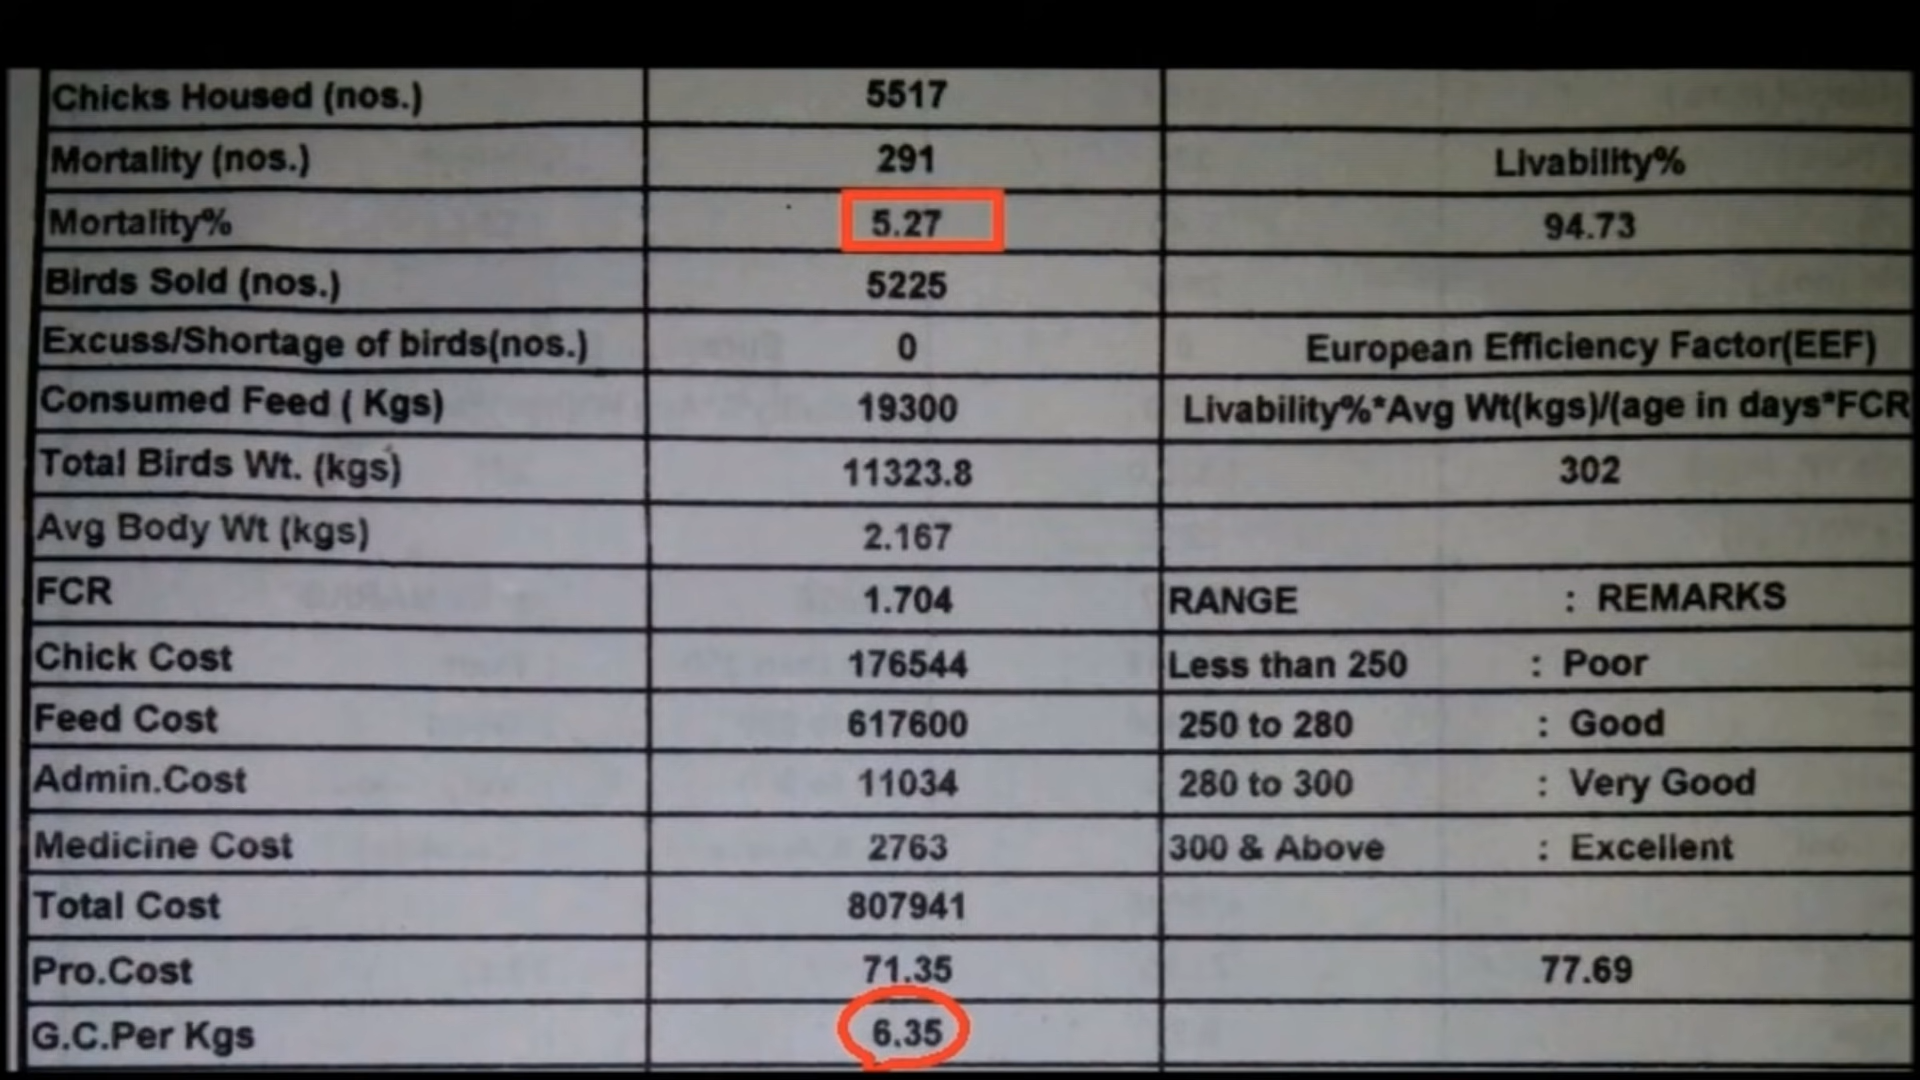 Chicks Housed (nos.) 5517
Mortality (nos.) 291 Livability%
Mortality% 5.27 94.73
Birds Sold (nos.) 5225
Excuss/Shortage of birds(nos.) 0 European Efficiency Factor(EEF)
Consumed Feed ( Kgs) 19300 Livability%*Avg Wt(kgs)/(age in days*FCR
Total Birds Wt. (kgs) 11323.8 302
Avg Body Wt (kgs) 2.167
FCR 1.704 RANGE : REMARKS
Chick Cost 176544 Less than 250 : Poor
Feed Cost 617600 250 to 280 : Good
Admin.Cost 11034 280 to 300 : Very Good
Medicine Cost 2763 300 & Above : Excellent
Total Cost 807941
Pro.Cost 71.35 77.69
G.C.Per Kgs 6.35